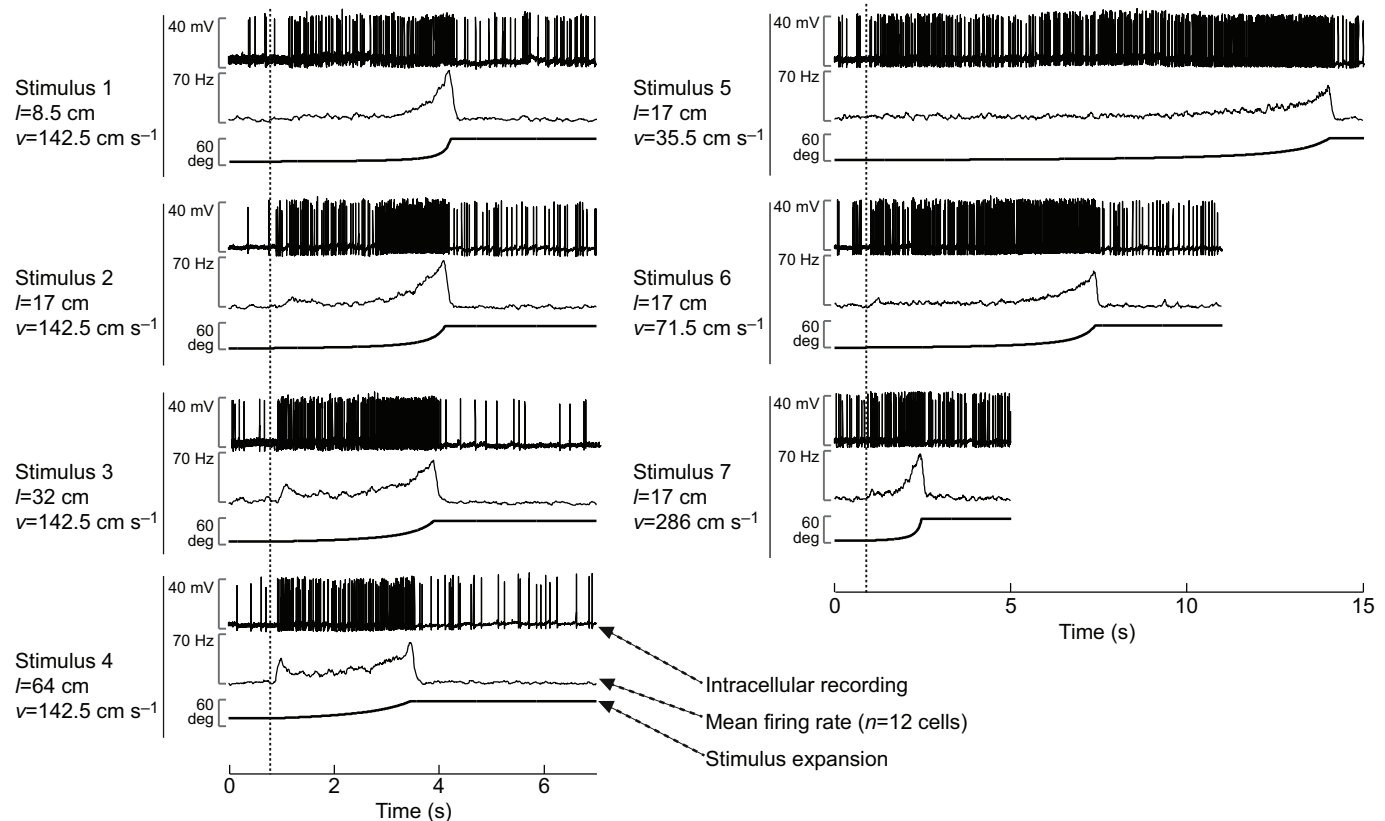 Stimulus 1
l=8.5 cm
v=142.5 cm s⁻¹
40 mV
70 Hz
60
deg
Stimulus 2
l=17 cm
v=142.5 cm s⁻¹
40 mV
70 Hz
60
deg
Stimulus 3
l=32 cm
v=142.5 cm s⁻¹
40 mV
70 Hz
60
deg
Stimulus 4
l=64 cm
v=142.5 cm s⁻¹
40 mV
70 Hz
60
deg
0 2 4 6
Time (s)
Intracellular recording
Mean firing rate (n=12 cells)
Stimulus expansion
Stimulus 5
l=17 cm
v=35.5 cm s⁻¹
40 mV
70 Hz
60
deg
Stimulus 6
l=17 cm
v=71.5 cm s⁻¹
40 mV
70 Hz
60
deg
Stimulus 7
l=17 cm
v=286 cm s⁻¹
40 mV
70 Hz
60
deg
0 5 10 15
Time (s)